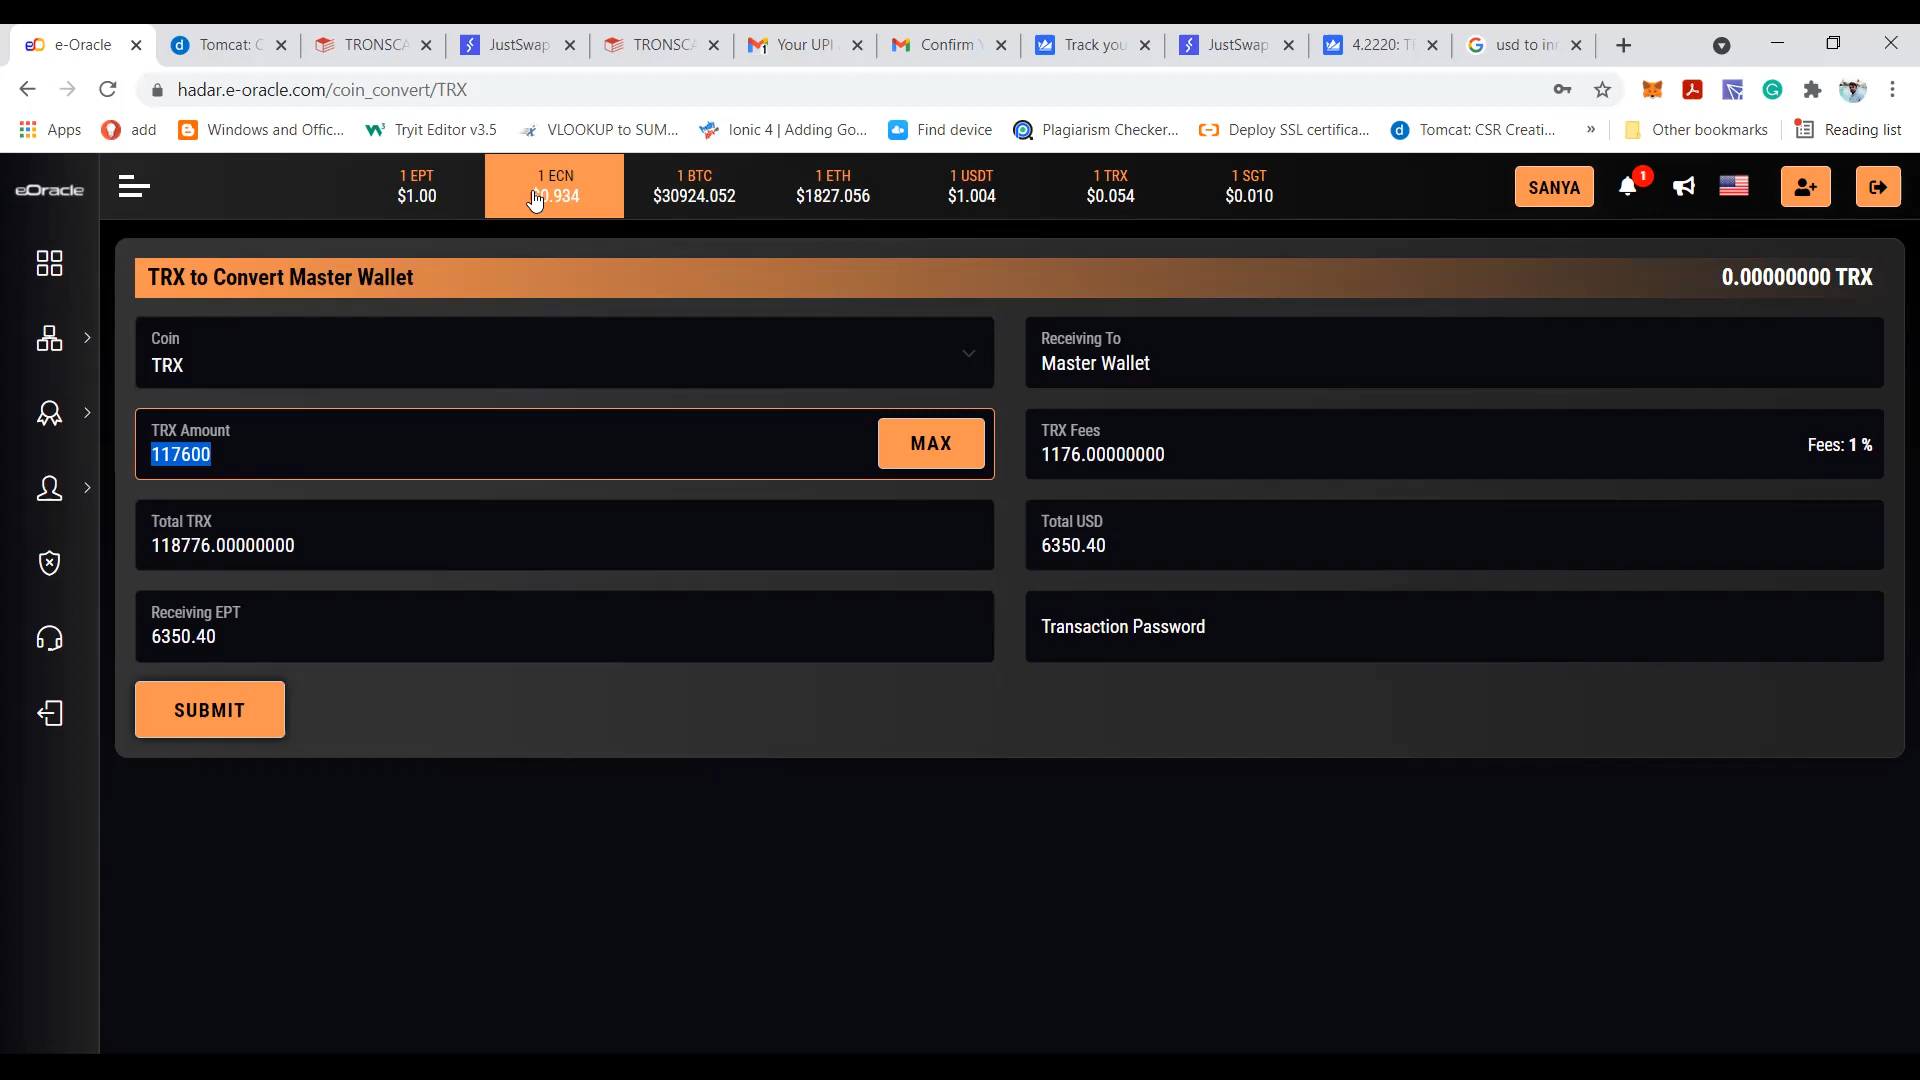 e-Oracle
Tomcat: C
TRONSCA
JustSwap
TRONSCA
Your UPI
Confirm Y
Track you
JustSwap
4.2220: TR
usd to inr
hadar.e-oracle.com/coin_convert/TRX
Apps
add
Windows and Offic...
Tryit Editor v3.5
VLOOKUP to SUM...
Ionic 4 | Adding Go...
Find device
Plagiarism Checker...
Deploy SSL certifica...
Tomcat: CSR Creati...
»
Other bookmarks
Reading list
eOracle
1 EPT
$1.00
1 ECN
$0.934
1 BTC
$30924.052
1 ETH
$1827.056
1 USDT
$1.004
1 TRX
$0.054
1 SGT
$0.010
SANYA
1
TRX to Convert Master Wallet
0.00000000 TRX
Coin
TRX
Receiving To
Master Wallet
TRX Amount
117600
MAX
TRX Fees
1176.00000000
Fees: 1 %
Total TRX
118776.00000000
Total USD
6350.40
Receiving EPT
6350.40
Transaction Password
SUBMIT